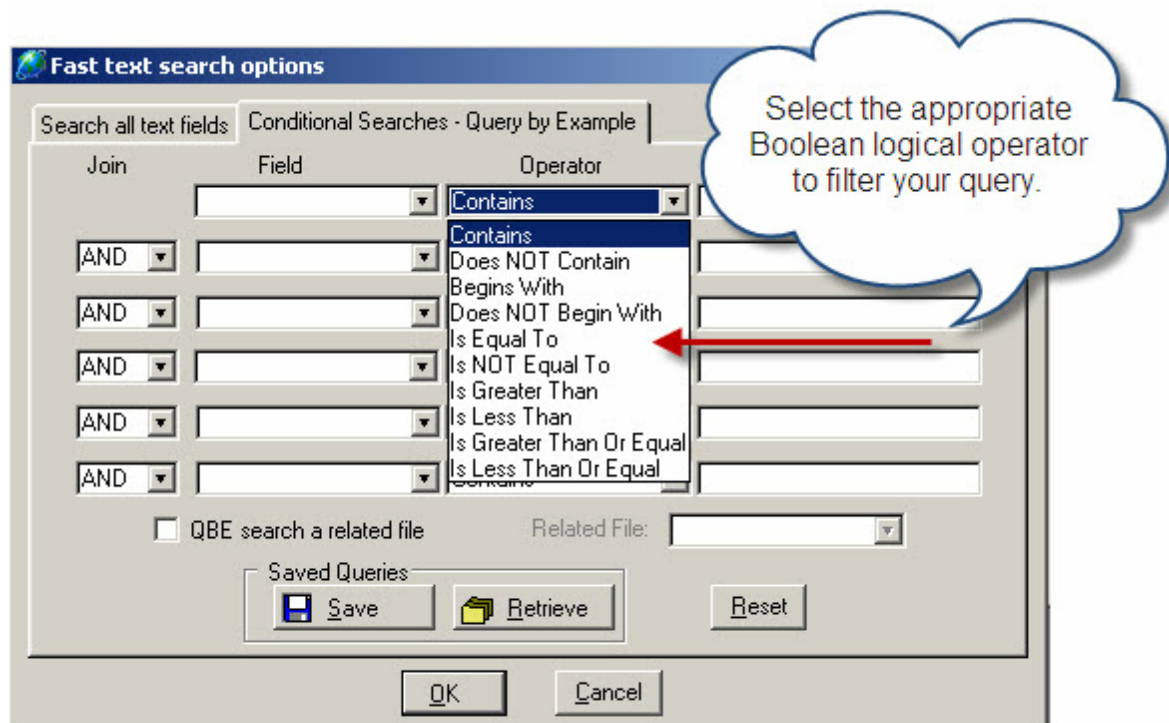 Fast text search options
Select the appropriate
Boolean logical operator
to filter your query.
Search all text fields
Conditional Searches - Query by Example
Join Field Operator
Contains
Contains
Does NOT Contain
Begins With
Does NOT Begin With
Is Equal To
Is NOT Equal To
Is Greater Than
Is Less Than
Is Greater Than Or Equal
Is Less Than Or Equal
AND
AND
AND
AND
AND
QBE search a related file
Related File:
Saved Queries
Save
Retrieve
Reset
OK
Cancel